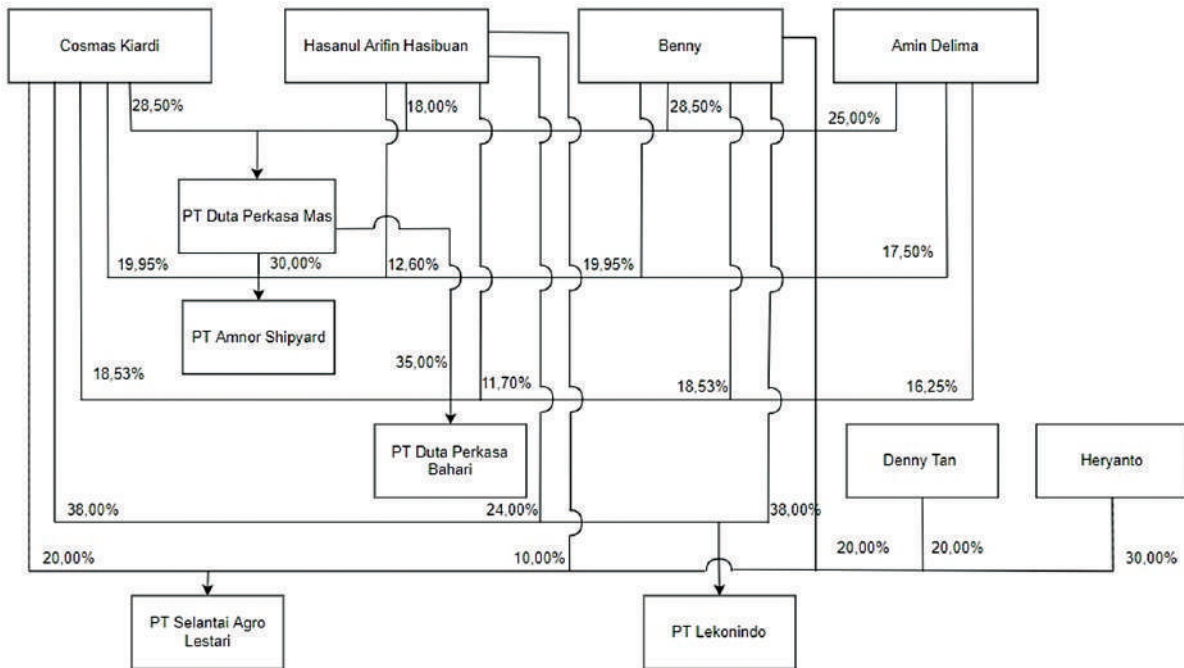 Cosmas Kiardi
Hasanul Arifin Hasibuan
Benny
Amin Delima
28,50%
18,00%
28,50%
25,00%
PT Duta Perkasa Mas
19,95%
30,00%
12,60%
19,95%
17,50%
PT Amnor Shipyard
18,53%
35,00%
11,70%
18,53%
16,25%
PT Duta Perkasa
Bahari
Denny Tan
Heryanto
38,00%
24,00%
38,00%
20,00%
10,00%
20,00%
20,00%
30,00%
PT Selantai Agro
Lestari
PT Lekonindo